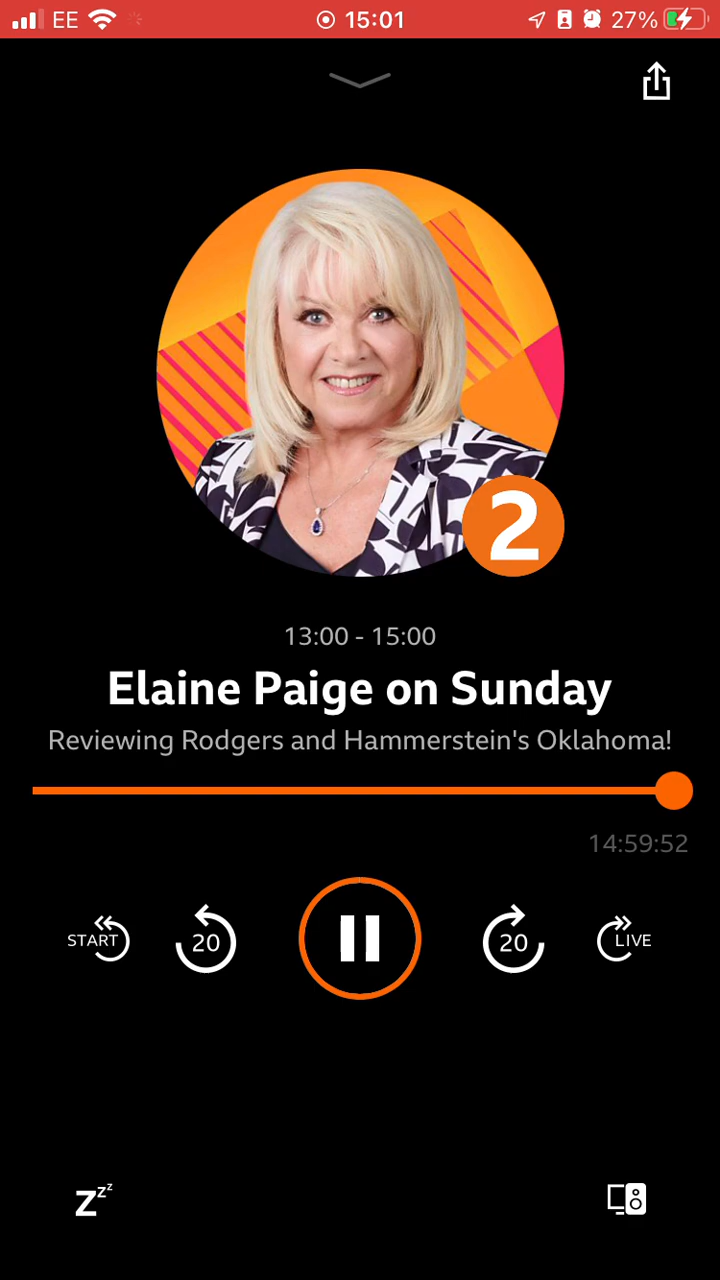 EE 15:01 27%
2
13:00 - 15:00
Elaine Paige on Sunday
Reviewing Rodgers and Hammerstein's Oklahoma!
14:59:52
START 20 20 LIVE
Zzz